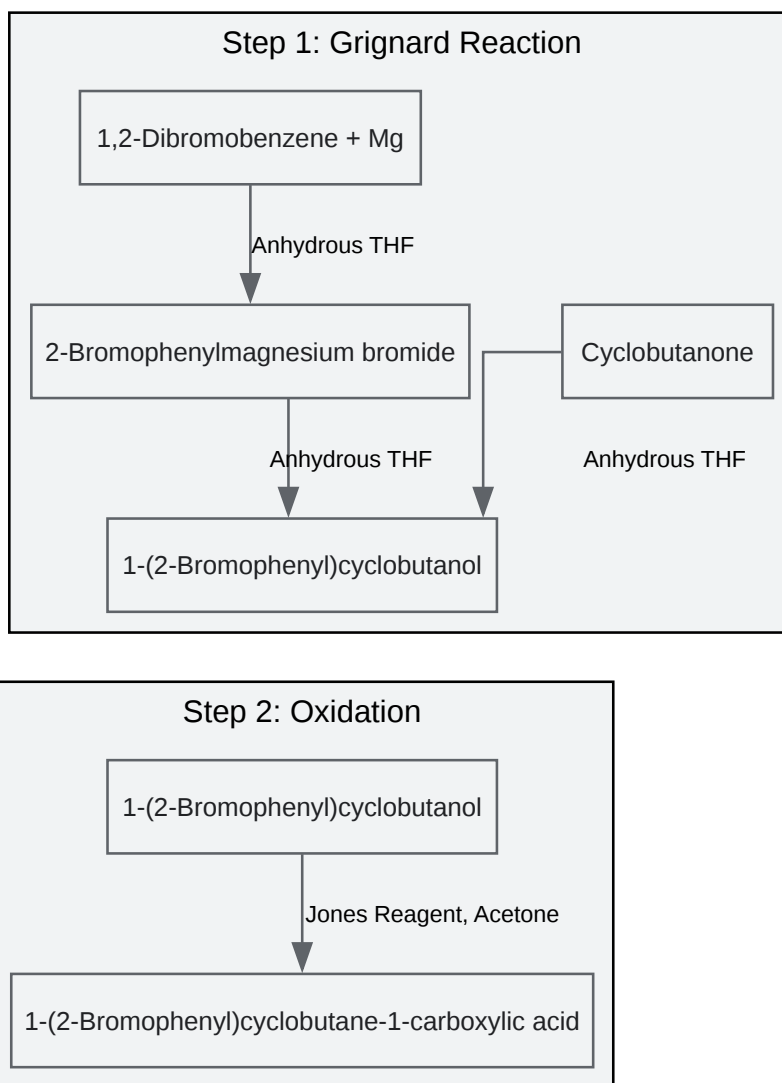 Step 1: Grignard Reaction
1,2-Dibromobenzene + Mg
Anhydrous THF
2-Bromophenylmagnesium bromide
Cyclobutanone
Anhydrous THF
Anhydrous THF
1-(2-Bromophenyl)cyclobutanol
Step 2: Oxidation
1-(2-Bromophenyl)cyclobutanol
Jones Reagent, Acetone
1-(2-Bromophenyl)cyclobutane-1-carboxylic acid